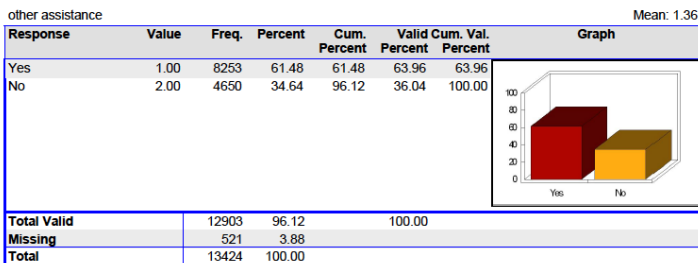 other assistance Mean: 1.36
Response Value Freq. Percent Cum. Percent Valid Percent Cum. Val. Percent Graph
Yes 1.00 8253 61.48 61.48 63.96 63.96
No 2.00 4650 34.64 96.12 36.04 100.00
100
80
60
40
20
0
Yes No
Total Valid 12903 96.12 100.00
Missing 521 3.88
Total 13424 100.00